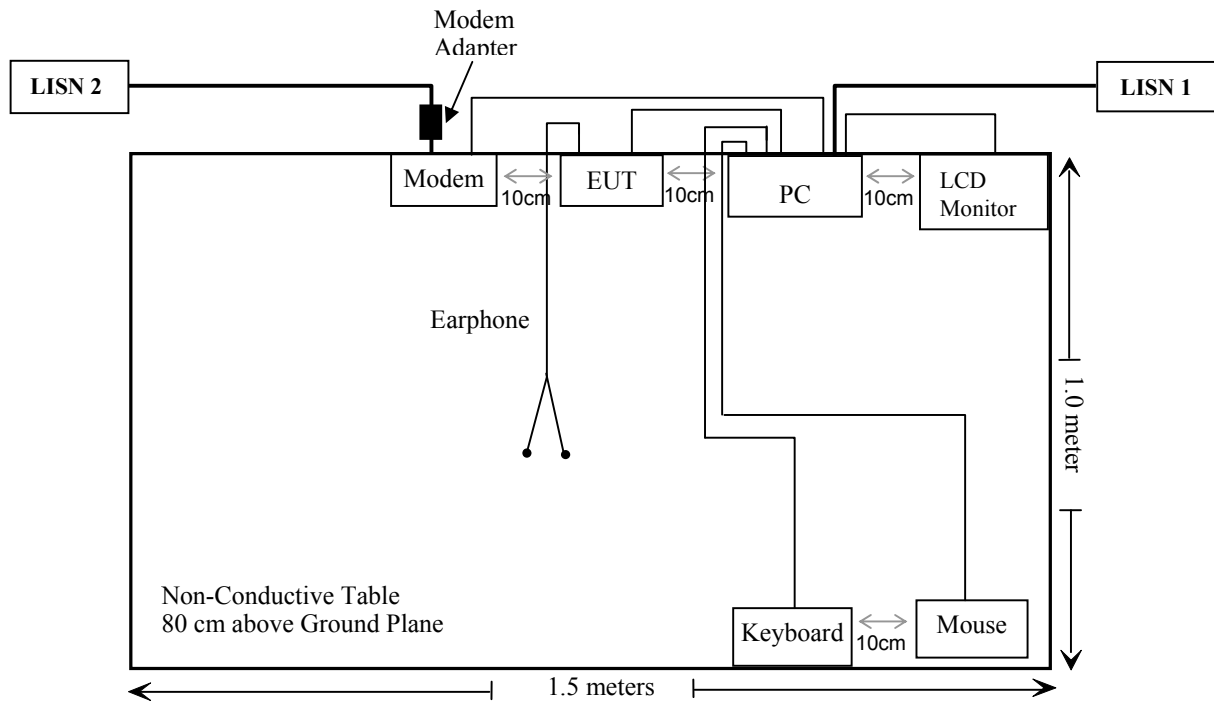 Modem
Adapter
LISN 2
LISN 1
Modem
10cm
EUT
10cm
PC
10cm
LCD
Monitor
Earphone
1.0 meter
Non-Conductive Table
80 cm above Ground Plane
Keyboard
10cm
Mouse
1.5 meters